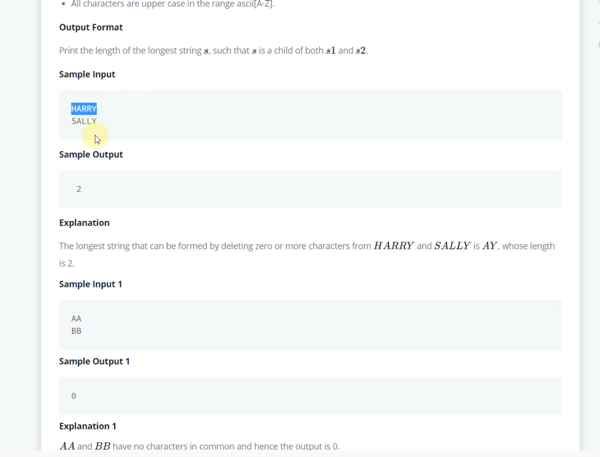 All characters are upper case in the range ascii[A-Z].
Output Format
Print the length of the longest string s, such that s is a child of both s1 and s2.
Sample Input
HARRY
SALLY
Sample Output
2
Explanation
The longest string that can be formed by deleting zero or more characters from HARRY and SALLY is AY, whose length
is 2.
Sample Input 1
AA
BB
Sample Output 1
0
Explanation 1
AA and BB have no characters in common and hence the output is 0.